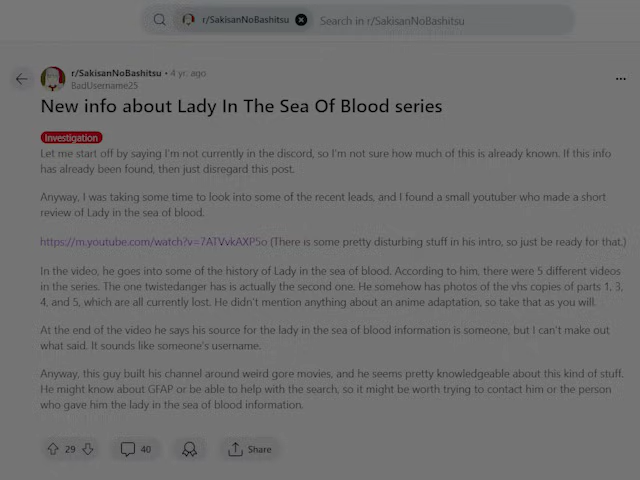 r/SakisanNoBashitsu
Search in r/SakisanNoBashitsu
r/SakisanNoBashitsu • 4 yr. ago
BadUsername25
New info about Lady In The Sea Of Blood series
Investigation
Let me start off by saying I'm not currently in the discord, so I'm not sure how much of this is already known. If this info
has already been found, then just disregard this post.
Anyway, I was taking some time to look into some of the recent leads, and I found a small youtuber who made a short
review of Lady in the sea of blood.
https://m.youtube.com/watch?v=7ATVvkAXPSo (There is some pretty disturbing stuff in his intro, so just be ready for that.)
In the video, he goes into some of the history of Lady in the sea of blood. According to him, there were 5 different videos
in the series. The one twistedanger has is actually the second one. He somehow has photos of the vhs copies of parts 1, 3,
4, and 5, which are all currently lost. He didn't mention anything about an anime adaptation, so take that as you will.
At the end of the video he says his source for the lady in the sea of blood information is someone, but I can't make out
what said. It sounds like someone's username.
Anyway, this guy built his channel around weird gore movies, and he seems pretty knowledgeable about this kind of stuff.
He might know about GFAP or be able to help with the search, so it might be worth trying to contact him or the person
who gave him the lady in the sea of blood information.
29
40
Share